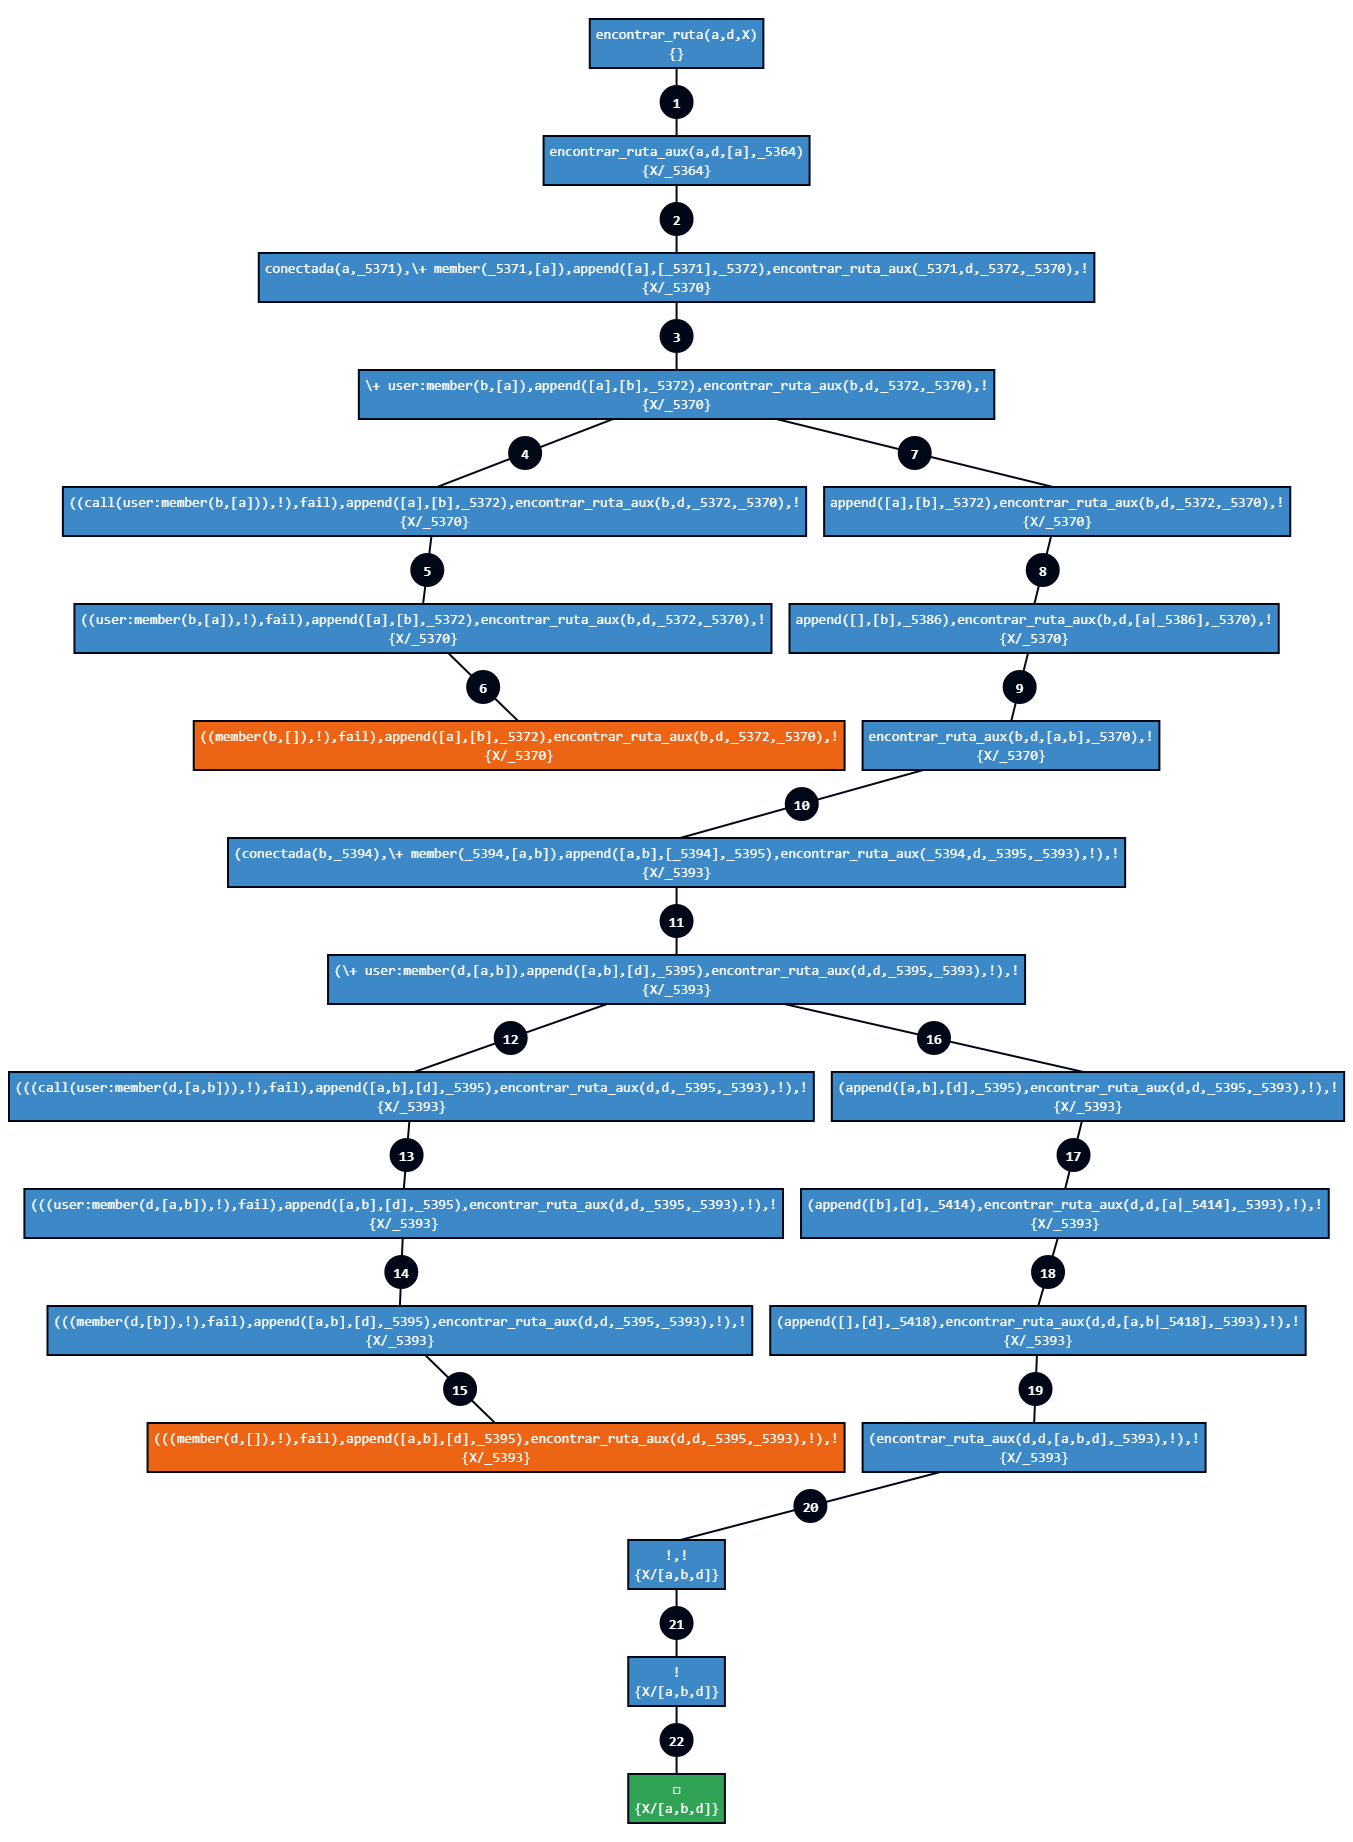 encontrar_ruta(a,d,X)
{}
1
encontrar_ruta_aux(a,d,[a],_5364)
{X/_5364}
2
conectada(a,_5371),\+ member(_5371,[a]),append([a],[_5371],_5372),encontrar_ruta_aux(_5371,d,_5372,_5370),!
{X/_5370}
3
\+ user:member(b,[a]),append([a],[b],_5372),encontrar_ruta_aux(b,d,_5372,_5370),!
{X/_5370}
4
7
((call(user:member(b,[a])),!),fail),append([a],[b],_5372),encontrar_ruta_aux(b,d,_5372,_5370),!
{X/_5370}
append([a],[b],_5372),encontrar_ruta_aux(b,d,_5372,_5370),!
{X/_5370}
5
8
((user:member(b,[a]),!),fail),append([a],[b],_5372),encontrar_ruta_aux(b,d,_5372,_5370),!
{X/_5370}
append([],[b],_5386),encontrar_ruta_aux(b,d,[a|_5386],_5370),!
{X/_5370}
6
9
((member(b,[]),!),fail),append([a],[b],_5372),encontrar_ruta_aux(b,d,_5372,_5370),!
{X/_5370}
encontrar_ruta_aux(b,d,[a,b],_5370),!
{X/_5370}
10
(conectada(b,_5394),\+ member(_5394,[a,b]),append([a,b],[_5394],_5395),encontrar_ruta_aux(_5394,d,_5395,_5393),!),!
{X/_5393}
11
(\+ user:member(d,[a,b]),append([a,b],[d],_5395),encontrar_ruta_aux(d,d,_5395,_5393),!),!
{X/_5393}
12
16
(((call(user:member(d,[a,b])),!),fail),append([a,b],[d],_5395),encontrar_ruta_aux(d,d,_5395,_5393),!),!
{X/_5393}
(append([a,b],[d],_5395),encontrar_ruta_aux(d,d,_5395,_5393),!),!
{X/_5393}
13
17
(((user:member(d,[a,b]),!),fail),append([a,b],[d],_5395),encontrar_ruta_aux(d,d,_5395,_5393),!),!
{X/_5393}
(append([b],[d],_5414),encontrar_ruta_aux(d,d,[a|_5414],_5393),!),!
{X/_5393}
14
18
(((member(d,[b]),!),fail),append([a,b],[d],_5395),encontrar_ruta_aux(d,d,_5395,_5393),!),!
{X/_5393}
(append([],[d],_5418),encontrar_ruta_aux(d,d,[a,b|_5418],_5393),!),!
{X/_5393}
15
19
(((member(d,[]),!),fail),append([a,b],[d],_5395),encontrar_ruta_aux(d,d,_5395,_5393),!),!
{X/_5393}
(encontrar_ruta_aux(d,d,[a,b,d],_5393),!),!
{X/_5393}
20
!,!
{X/[a,b,d]}
21
!
{X/[a,b,d]}
22
□
{X/[a,b,d]}